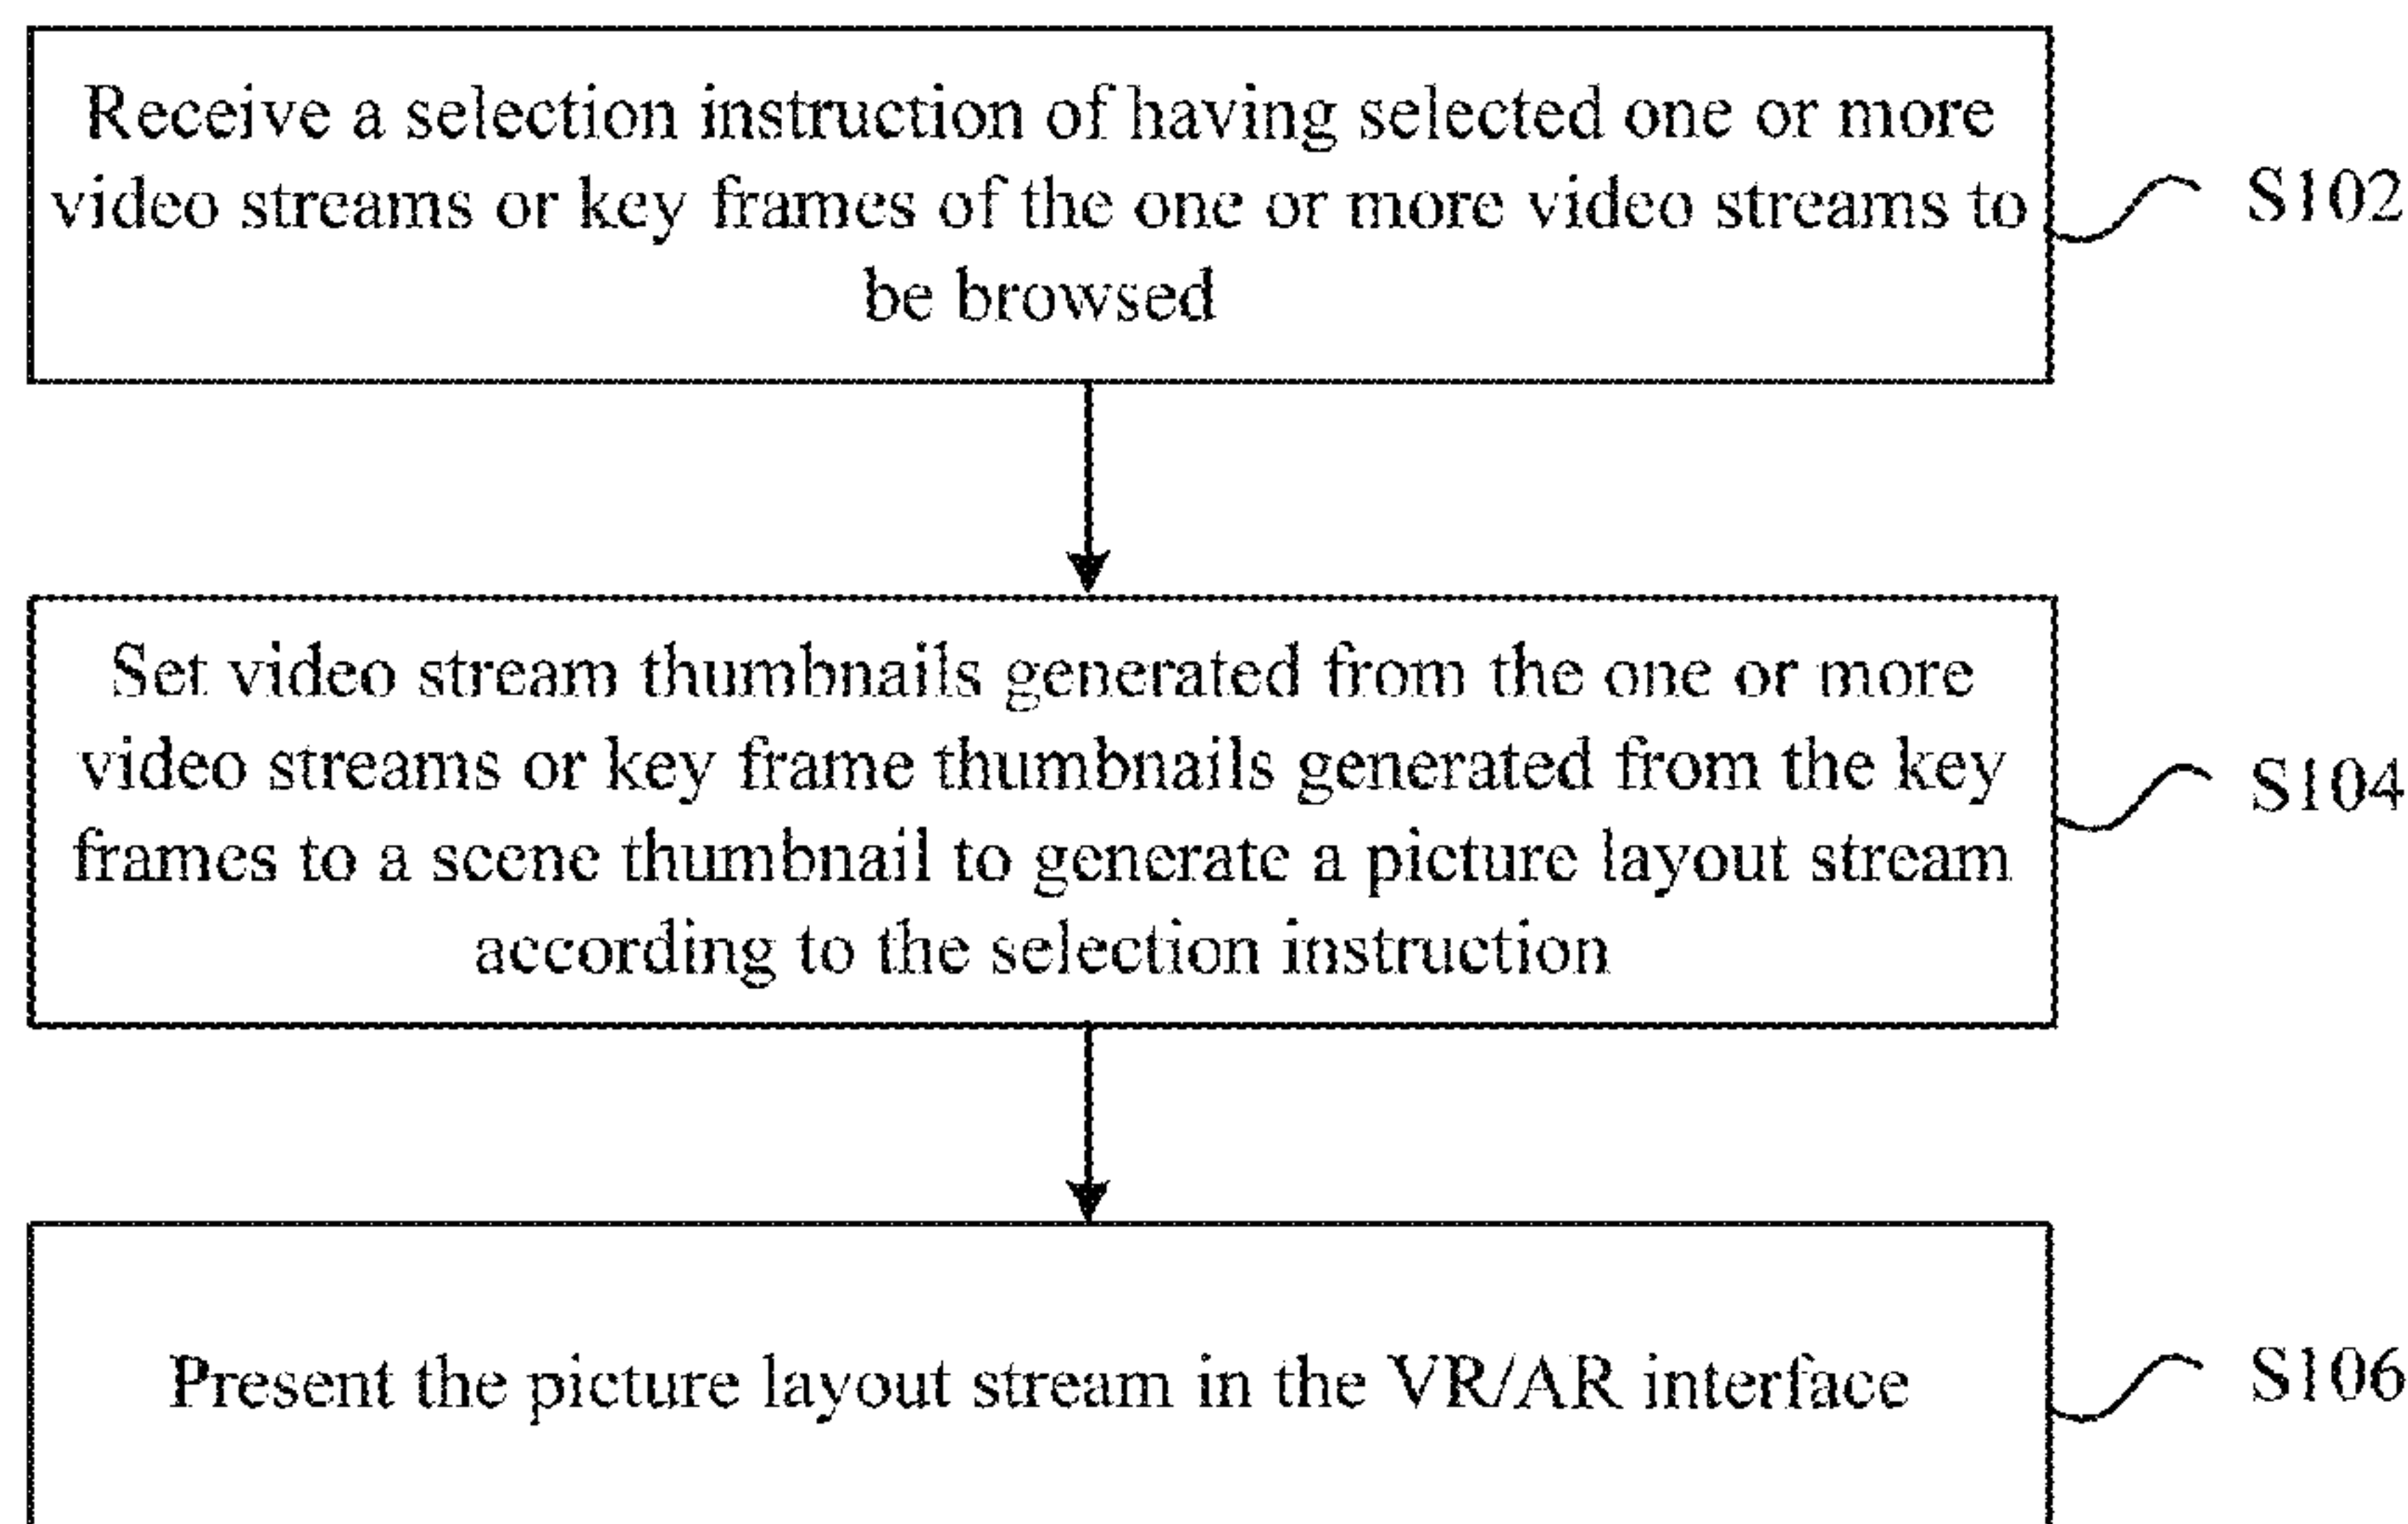 Receive a selection instruction of having selected one or more
video streams or key frames of the one or more video streams to
be browsed
S102
Set video stream thumbnails generated from the one or more
video streams or key frame thumbnails generated from the key
frames to a scene thumbnail to generate a picture layout stream
according to the selection instruction
S104
Present the picture layout stream in the VR/AR interface
S106